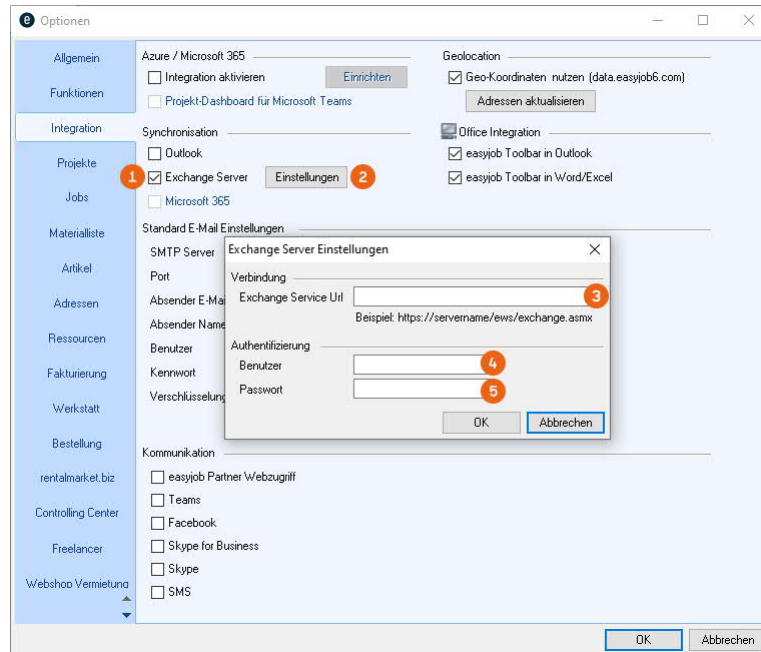 e Optionen
Allgemein
Funktionen
Integration
Projekte
Jobs
Materialliste
Artikel
Adressen
Ressourcen
Fakturierung
Werkstatt
Bestellung
rentalmarket.biz
Controlling Center
Freelancer
Webshop Vermietung
Azure / Microsoft 365
Integration aktivieren Einrichten
Projekt-Dashboard für Microsoft Teams
Geolocation
Geo-Koordinaten nutzen (data.easyjob6.com)
Adressen aktualisieren
Synchronisation
Outlook
1 Exchange Server Einstellungen 2
Microsoft 365
Office Integration
easyjob Toolbar in Outlook
easyjob Toolbar in Word/Excel
Standard E-Mail Einstellungen
SMTP Server
Port
Absender E-Mai
Absender Name
Benutzer
Kennwort
Verschlüsselung
Exchange Server Einstellungen
Verbindung
Exchange Service Url 3
Beispiel: https://servername/ews/exchange.asmx
Authentifizierung
Benutzer 4
Passwort 5
OK Abbrechen
Kommunikation
easyjob Partner Webzugriff
Teams
Facebook
Skype for Business
Skype
SMS
OK Abbrechen